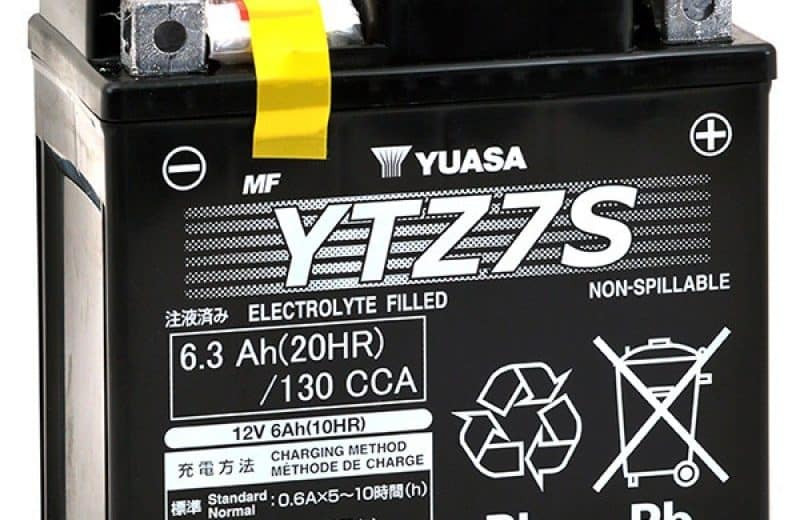 − YUASA +
MF
YTZ7S
NON-SPILLABLE
注液済み ELECTROLYTE FILLED
6.3 Ah(20HR)
/130 CCA
12V 6Ah(10HR)
充電方法 CHARGING METHOD
MÉTHODE DE CHARGE
標準 Standard Normal : 0.6A×5～10時間(h)
Pb